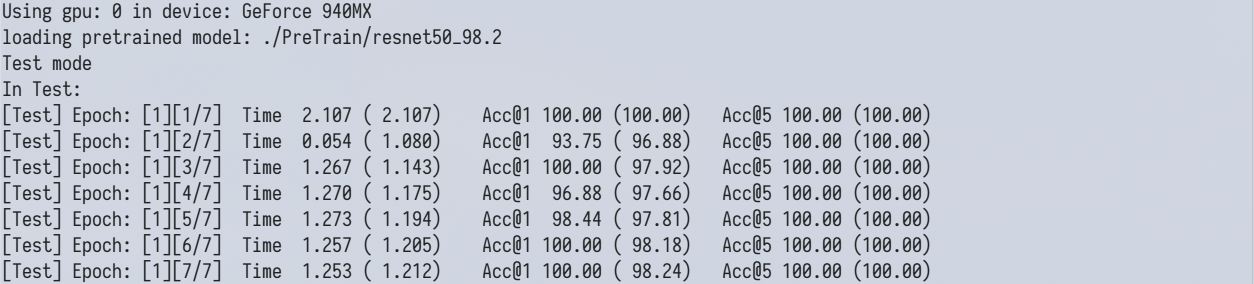 Using gpu: 0 in device: GeForce 940MX
loading pretrained model: ./PreTrain/resnet50_98.2
Test mode
In Test:
[Test] Epoch: [1][1/7]  Time  2.107 ( 2.107)    Acc@1 100.00 (100.00)   Acc@5 100.00 (100.00)
[Test] Epoch: [1][2/7]  Time  0.054 ( 1.080)    Acc@1  93.75 ( 96.88)   Acc@5 100.00 (100.00)
[Test] Epoch: [1][3/7]  Time  1.267 ( 1.143)    Acc@1 100.00 ( 97.92)   Acc@5 100.00 (100.00)
[Test] Epoch: [1][4/7]  Time  1.270 ( 1.175)    Acc@1  96.88 ( 97.66)   Acc@5 100.00 (100.00)
[Test] Epoch: [1][5/7]  Time  1.273 ( 1.194)    Acc@1  98.44 ( 97.81)   Acc@5 100.00 (100.00)
[Test] Epoch: [1][6/7]  Time  1.257 ( 1.205)    Acc@1 100.00 ( 98.18)   Acc@5 100.00 (100.00)
[Test] Epoch: [1][7/7]  Time  1.253 ( 1.212)    Acc@1 100.00 ( 98.24)   Acc@5 100.00 (100.00)